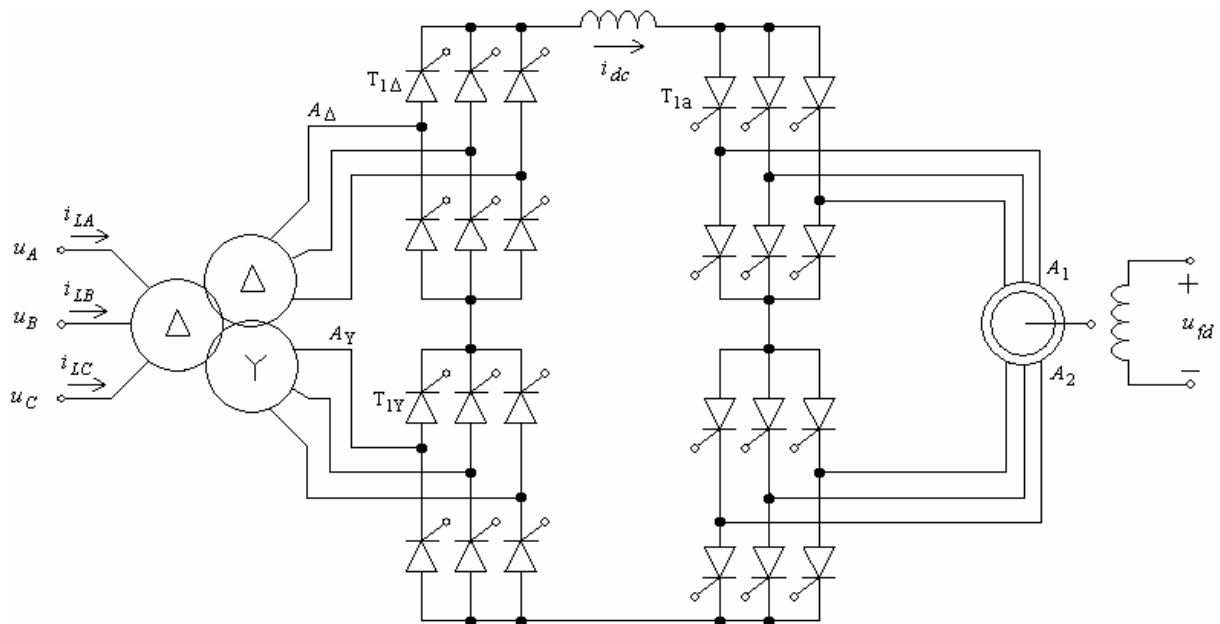 i_dc
T_1Δ
T_1a
A_Δ
i_LA
u_A
Δ
A_1
i_LB
u_B
Δ
+
u_fd
A_Y
i_LC
Y
−
A_2
u_C
T_1Y